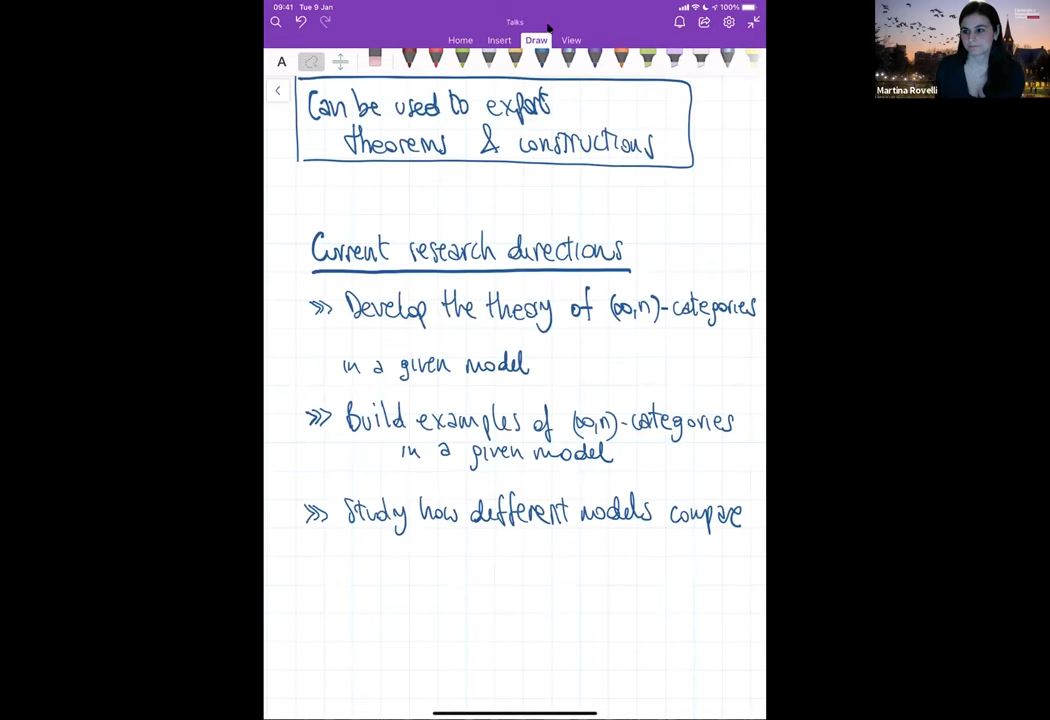 09:41 Tue 9 Jan
100%
Talks
Home Insert Draw View
A
Can be used to export
theorems & constructions
Current research directions
>>> Develop the theory of (∞,n)-categories
in a given model
>>> Build examples of (∞,n)-categories
in a given model
>>> Study how different models compare
Martina Rovelli